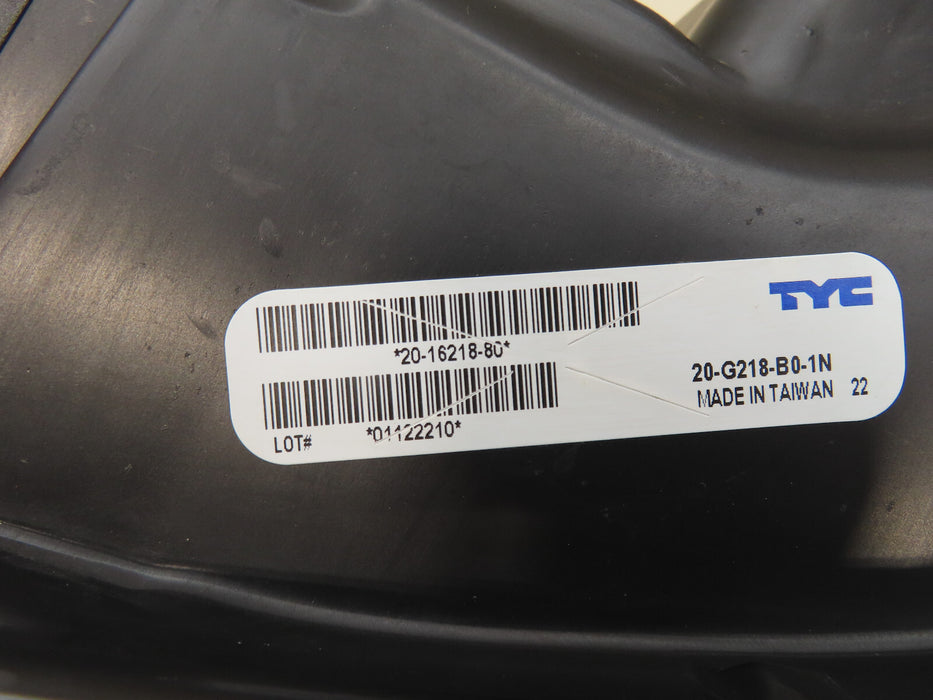 TYC
*20-16218-80*
20-G218-B0-1N
MADE IN TAIWAN 22
LOT# *01122210*